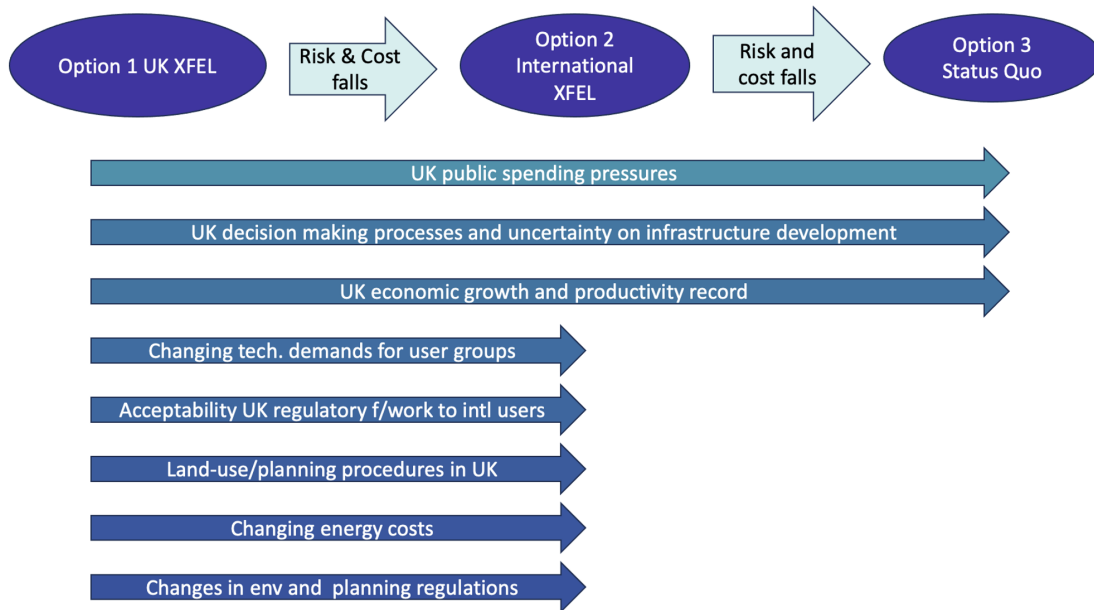 Option 1 UK XFEL
Risk & Cost
falls
Option 2
International
XFEL
Risk and
cost falls
Option 3
Status Quo
UK public spending pressures
UK decision making processes and uncertainty on infrastructure development
UK economic growth and productivity record
Changing tech. demands for user groups
Acceptability UK regulatory f/work to intl users
Land-use/planning procedures in UK
Changing energy costs
Changes in env and  planning regulations